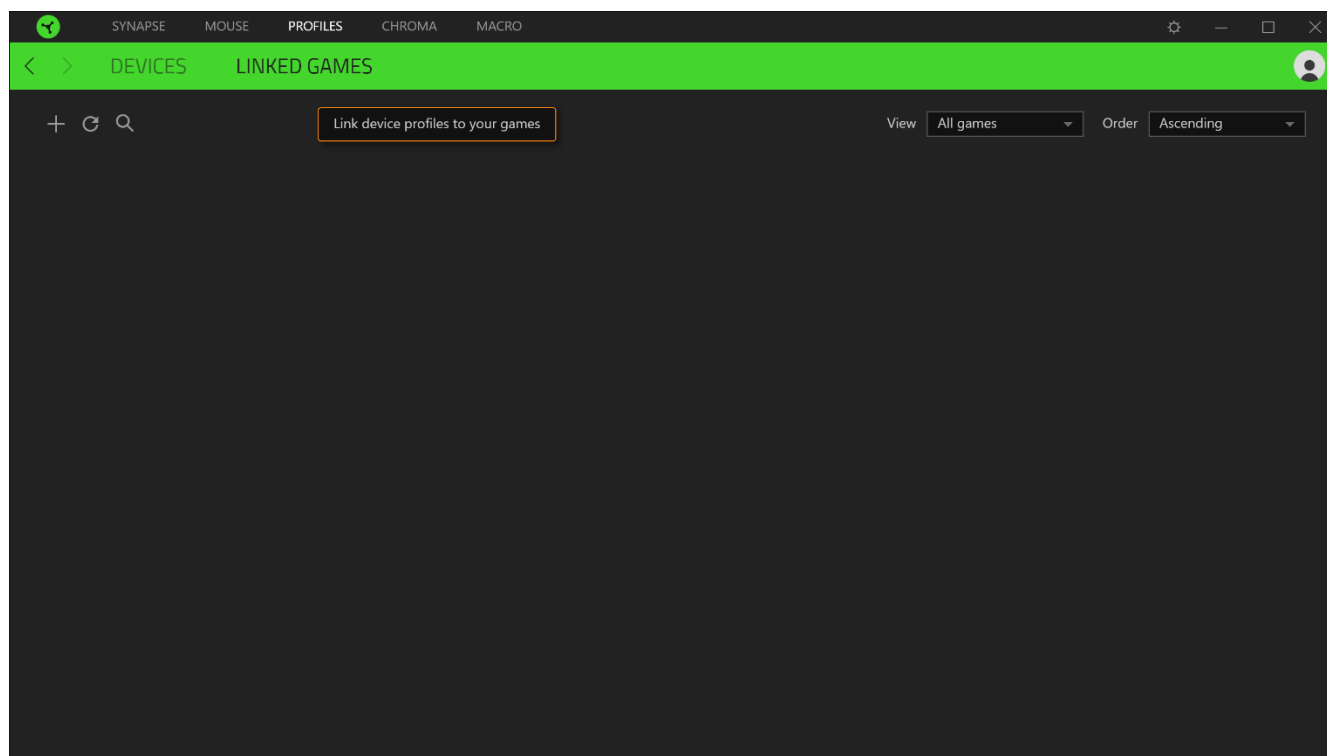 SYNAPSE MOUSE PROFILES CHROMA MACRO
DEVICES LINKED GAMES
Link device profiles to your games View All games Order Ascending